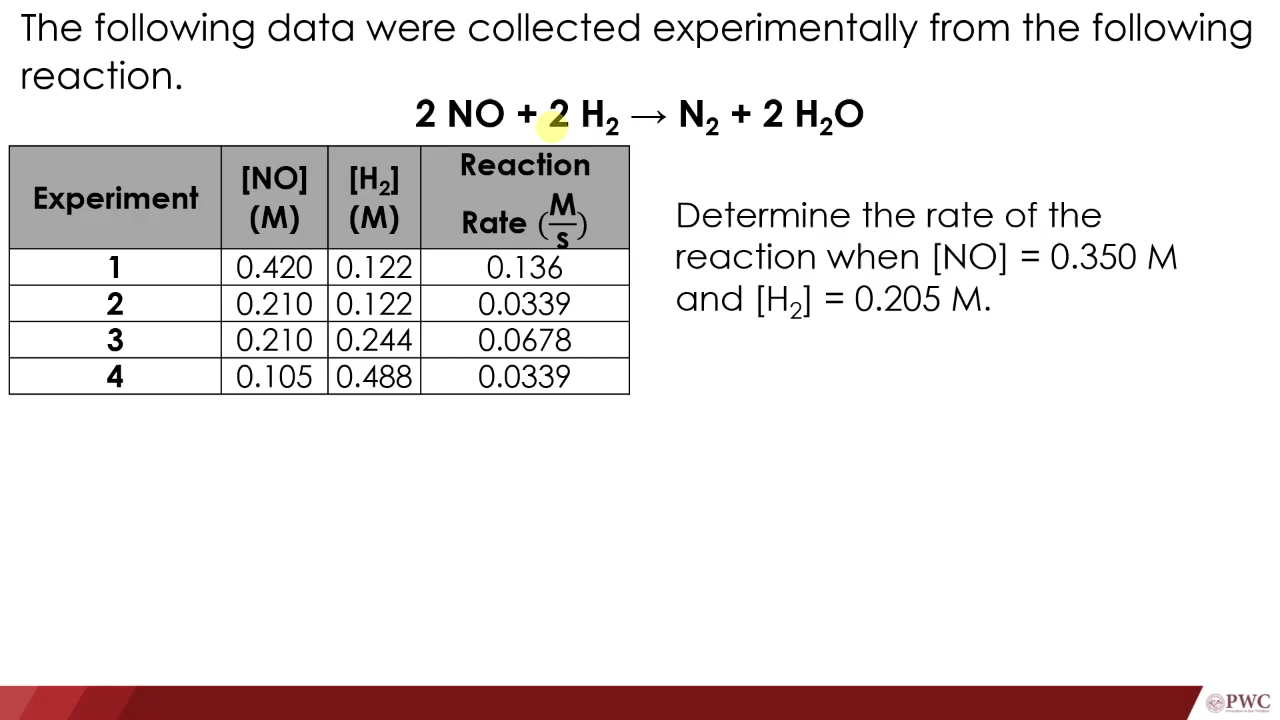 The following data were collected experimentally from the following
reaction.
2 NO + 2 H₂ → N₂ + 2 H₂O
Experiment [NO] (M) [H₂] (M) Reaction Rate (M/s)
1 0.420 0.122 0.136
2 0.210 0.122 0.0339
3 0.210 0.244 0.0678
4 0.105 0.488 0.0339
Determine the rate of the
reaction when [NO] = 0.350 M
and [H₂] = 0.205 M.
PWC